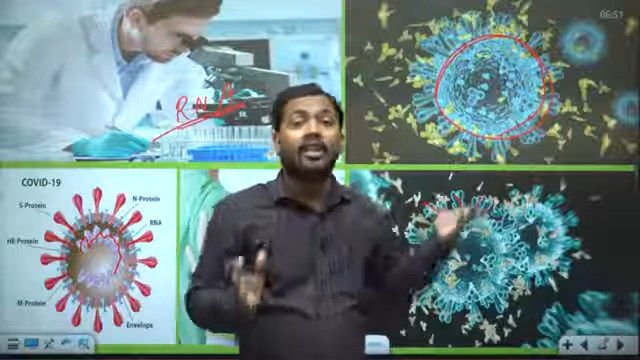 06:51
RNA
COVID-19
S-Protein
N-Protein
RNA
HE-Protein
M-Protein
Envelope